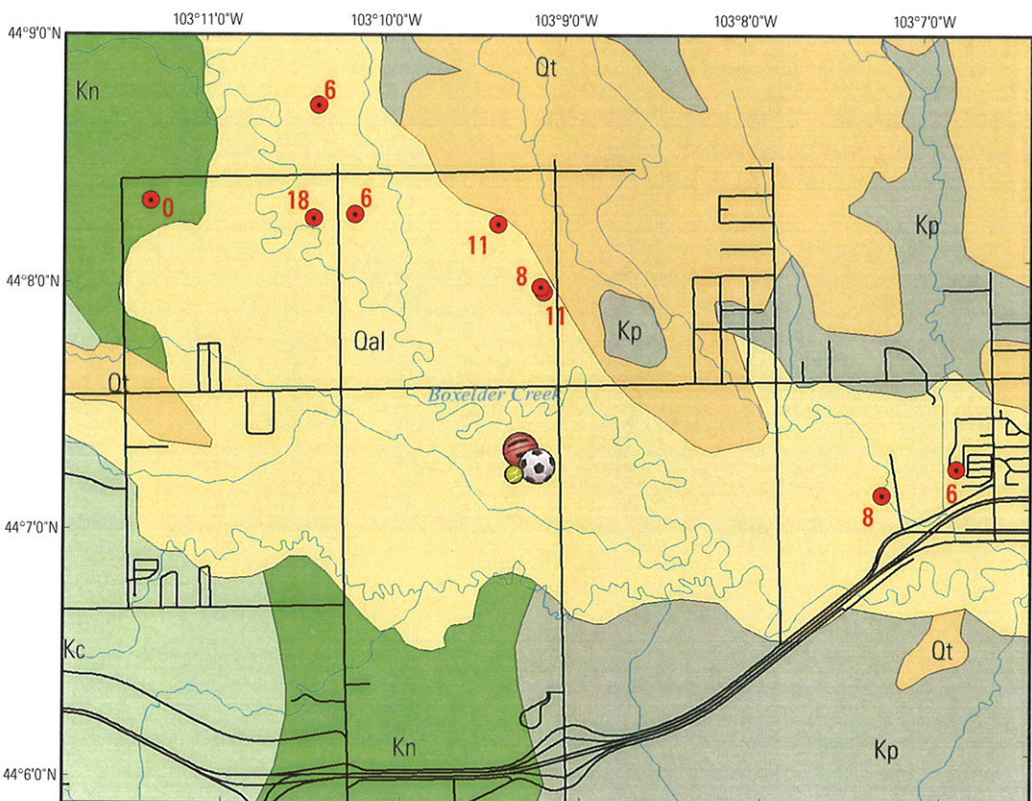 103°11'0"W 103°10'0"W 103°9'0"W 103°8'0"W 103°7'0"W
44°9'0"N
Qt
Kn
6
0
18
6
11
Kp
44°8'0"N
8
11
Kp
Qal
Qt
Boxelder Creek
6
8
44°7'0"N
Kc
Qt
Kn
Kp
44°6'0"N